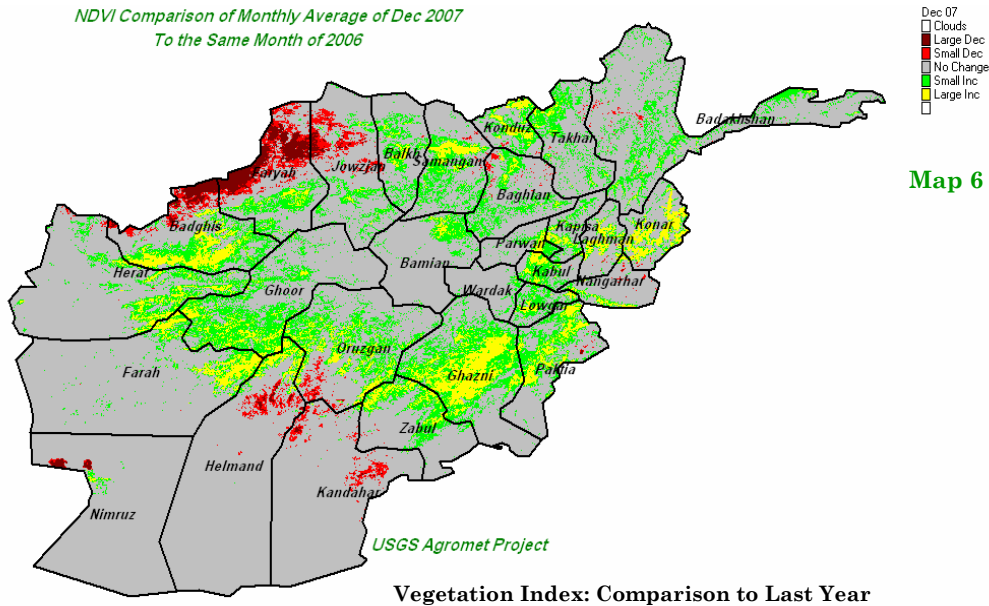 NDVI Comparison of Monthly Average of Dec 2007
To the Same Month of 2006
Dec 07
Clouds
Large Dec
Small Dec
No Change
Small Inc
Large Inc
Map 6
Badakhshan
Konduz
Takhar
Balkh
Samangan
Jowzjan
Faryab
Baghlan
Badghis
Kapisa
Konar
Laghman
Parwan
Bamian
Kabul
Nangarhar
Herat
Ghoor
Wardak
Lowgar
Oruzgan
Farah
Ghazni
Paktia
Zabul
Helmand
Kandahar
Nimruz
USGS Agromet Project
Vegetation Index: Comparison to Last Year